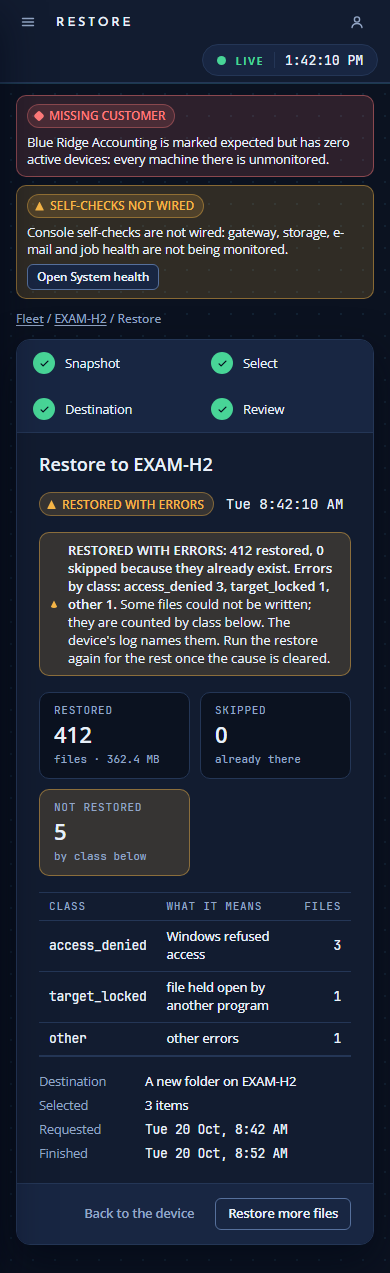 RESTORE
LIVE 1:42:10 PM
MISSING CUSTOMER
Blue Ridge Accounting is marked expected but has zero
active devices: every machine there is unmonitored.
SELF-CHECKS NOT WIRED
Console self-checks are not wired: gateway, storage, e-
mail and job health are not being monitored.
Open System health
Fleet / EXAM-H2 / Restore
Snapshot
Select
Destination
Review
Restore to EXAM-H2
RESTORED WITH ERRORS Tue 8:42:10 AM
RESTORED WITH ERRORS: 412 restored, 0
skipped because they already exist. Errors
by class: access_denied 3, target_locked 1,
other 1. Some files could not be written;
they are counted by class below. The
device's log names them. Run the restore
again for the rest once the cause is cleared.
RESTORED
412
files · 362.4 MB
SKIPPED
0
already there
NOT RESTORED
5
by class below
CLASS WHAT IT MEANS FILES
access_denied Windows refused access 3
target_locked file held open by another program 1
other other errors 1
Destination A new folder on EXAM-H2
Selected 3 items
Requested Tue 20 Oct, 8:42 AM
Finished Tue 20 Oct, 8:52 AM
Back to the device
Restore more files